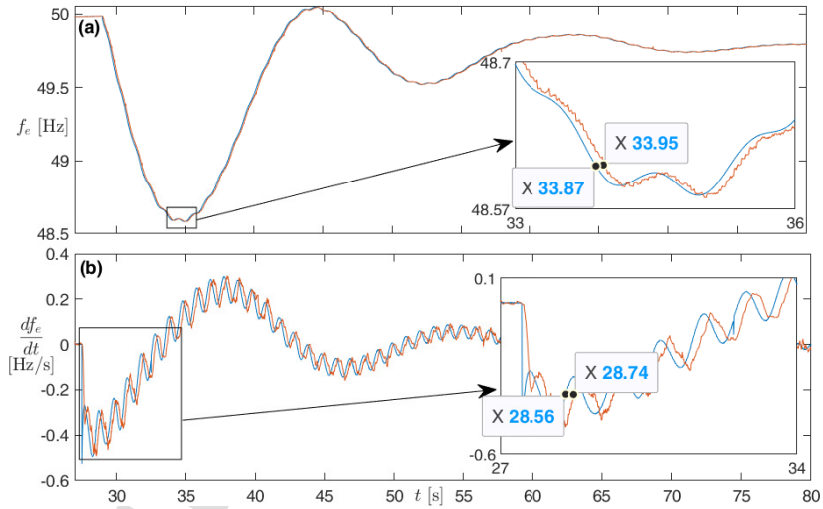 (a)
50
49.5
49
48.5
f_e [Hz]
48.7
48.57
33
36
X 33.95
X 33.87
(b)
0.4
0.2
0
-0.2
-0.4
-0.6
df_e
dt
[Hz/s]
0.1
-0.6
27
34
X 28.74
X 28.56
30 35 40 45 50 55 60 65 70 75 80
t [s]